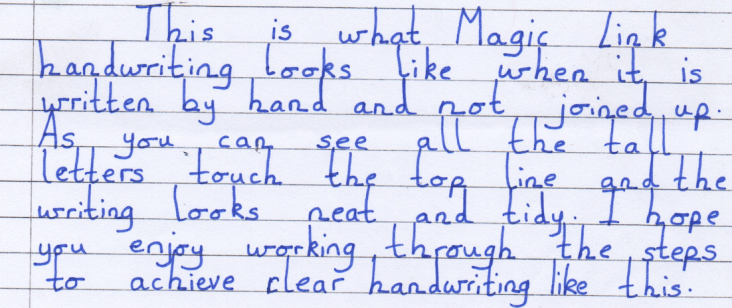 This is what Magic Link
handwriting looks like when it is
written by hand and not joined up.
As you can see all the tall
letters touch the top line and the
writing looks neat and tidy. I hope
you enjoy working through the steps
to achieve clear handwriting like this.